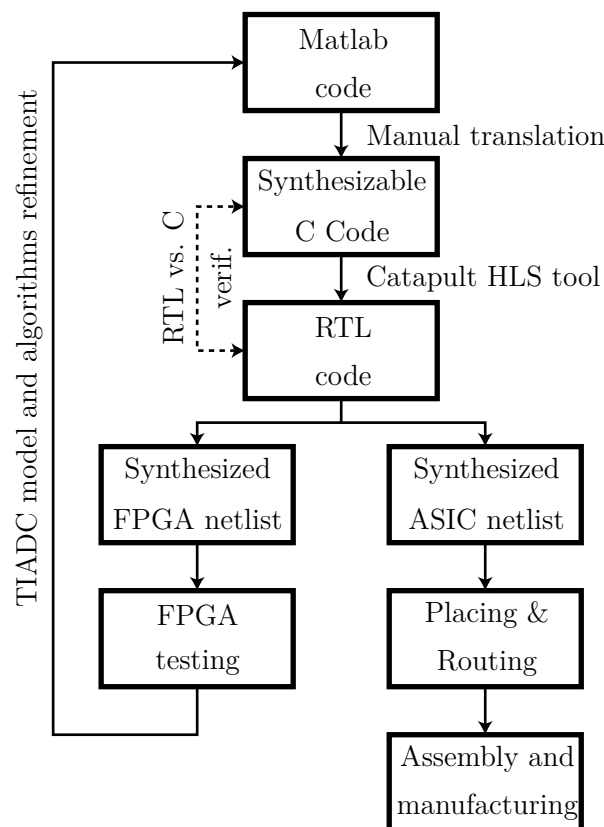 Matlab
code
Manual translation
Synthesizable
C Code
RTL vs. C
verif.
Catapult HLS tool
RTL
code
TIADC model and algorithms refinement
Synthesized
FPGA netlist
Synthesized
ASIC netlist
FPGA
testing
Placing &
Routing
Assembly and
manufacturing